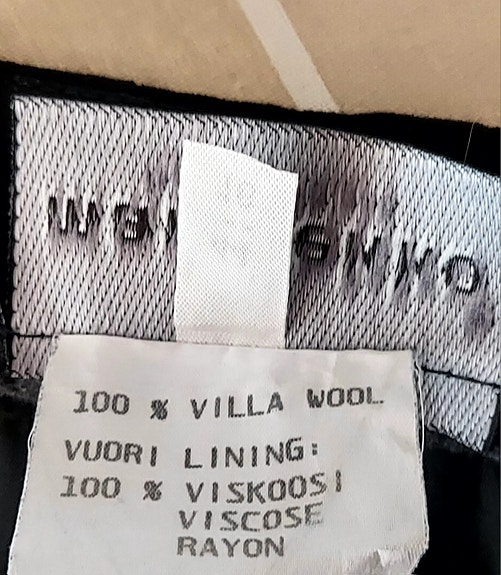 100 % VILLA WOOL
VUORI LINING:
100 % VISKOOSI
VISCOSE
RAYON